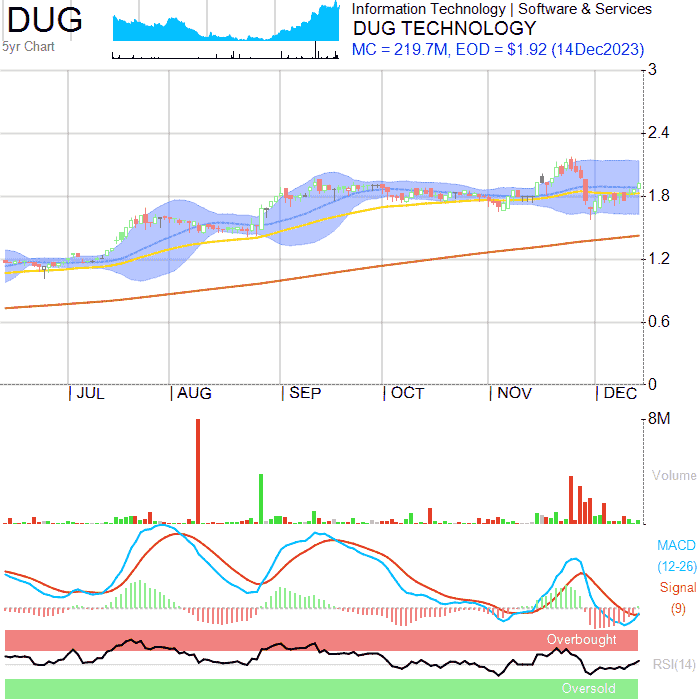 DUG
5yr Chart
Information Technology | Software & Services
DUG TECHNOLOGY
MC = 219.7M, EOD = $1.92 (14Dec2023)
3
2.4
1.8
1.2
0.6
0
| JUL | AUG | SEP | OCT | NOV | DEC
8M
Volume
MACD
(12-26)
Signal
(9)
Overbought
RSI(14)
Oversold